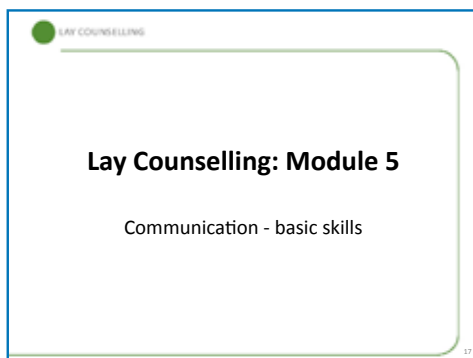 LAY COUNSELLING
Lay Counselling: Module 5
Communication - basic skills
17